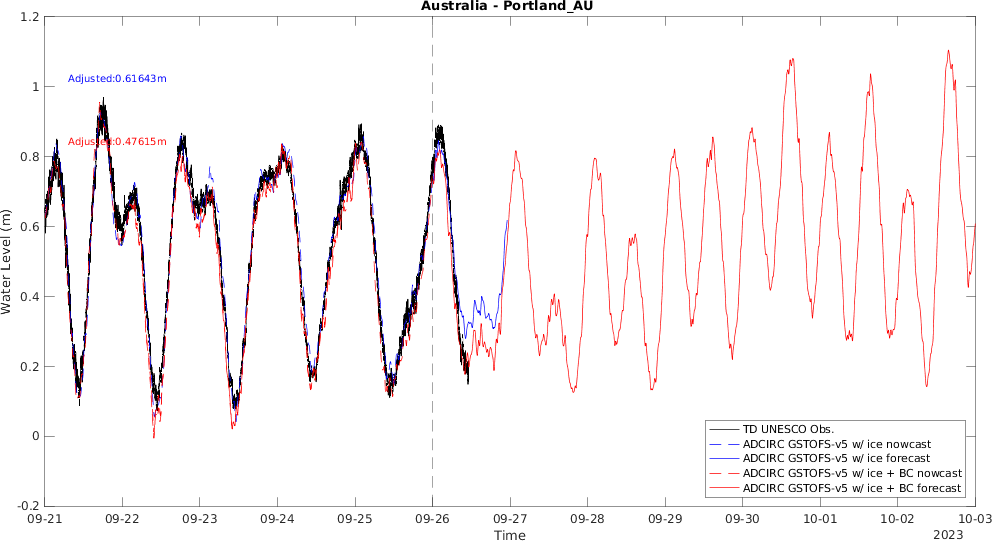 Australia - Portland_AU
Water Level (m)
1.2
1
0.8
0.6
0.4
0.2
0
-0.2
Adjusted:0.61643m
Adjusted:0.47615m
TD UNESCO Obs.
ADCIRC GSTOFS-v5 w/ ice nowcast
ADCIRC GSTOFS-v5 w/ ice forecast
ADCIRC GSTOFS-v5 w/ ice + BC nowcast
ADCIRC GSTOFS-v5 w/ ice + BC forecast
09-21 09-22 09-23 09-24 09-25 09-26 09-27 09-28 09-29 09-30 10-01 10-02 10-03
Time
2023